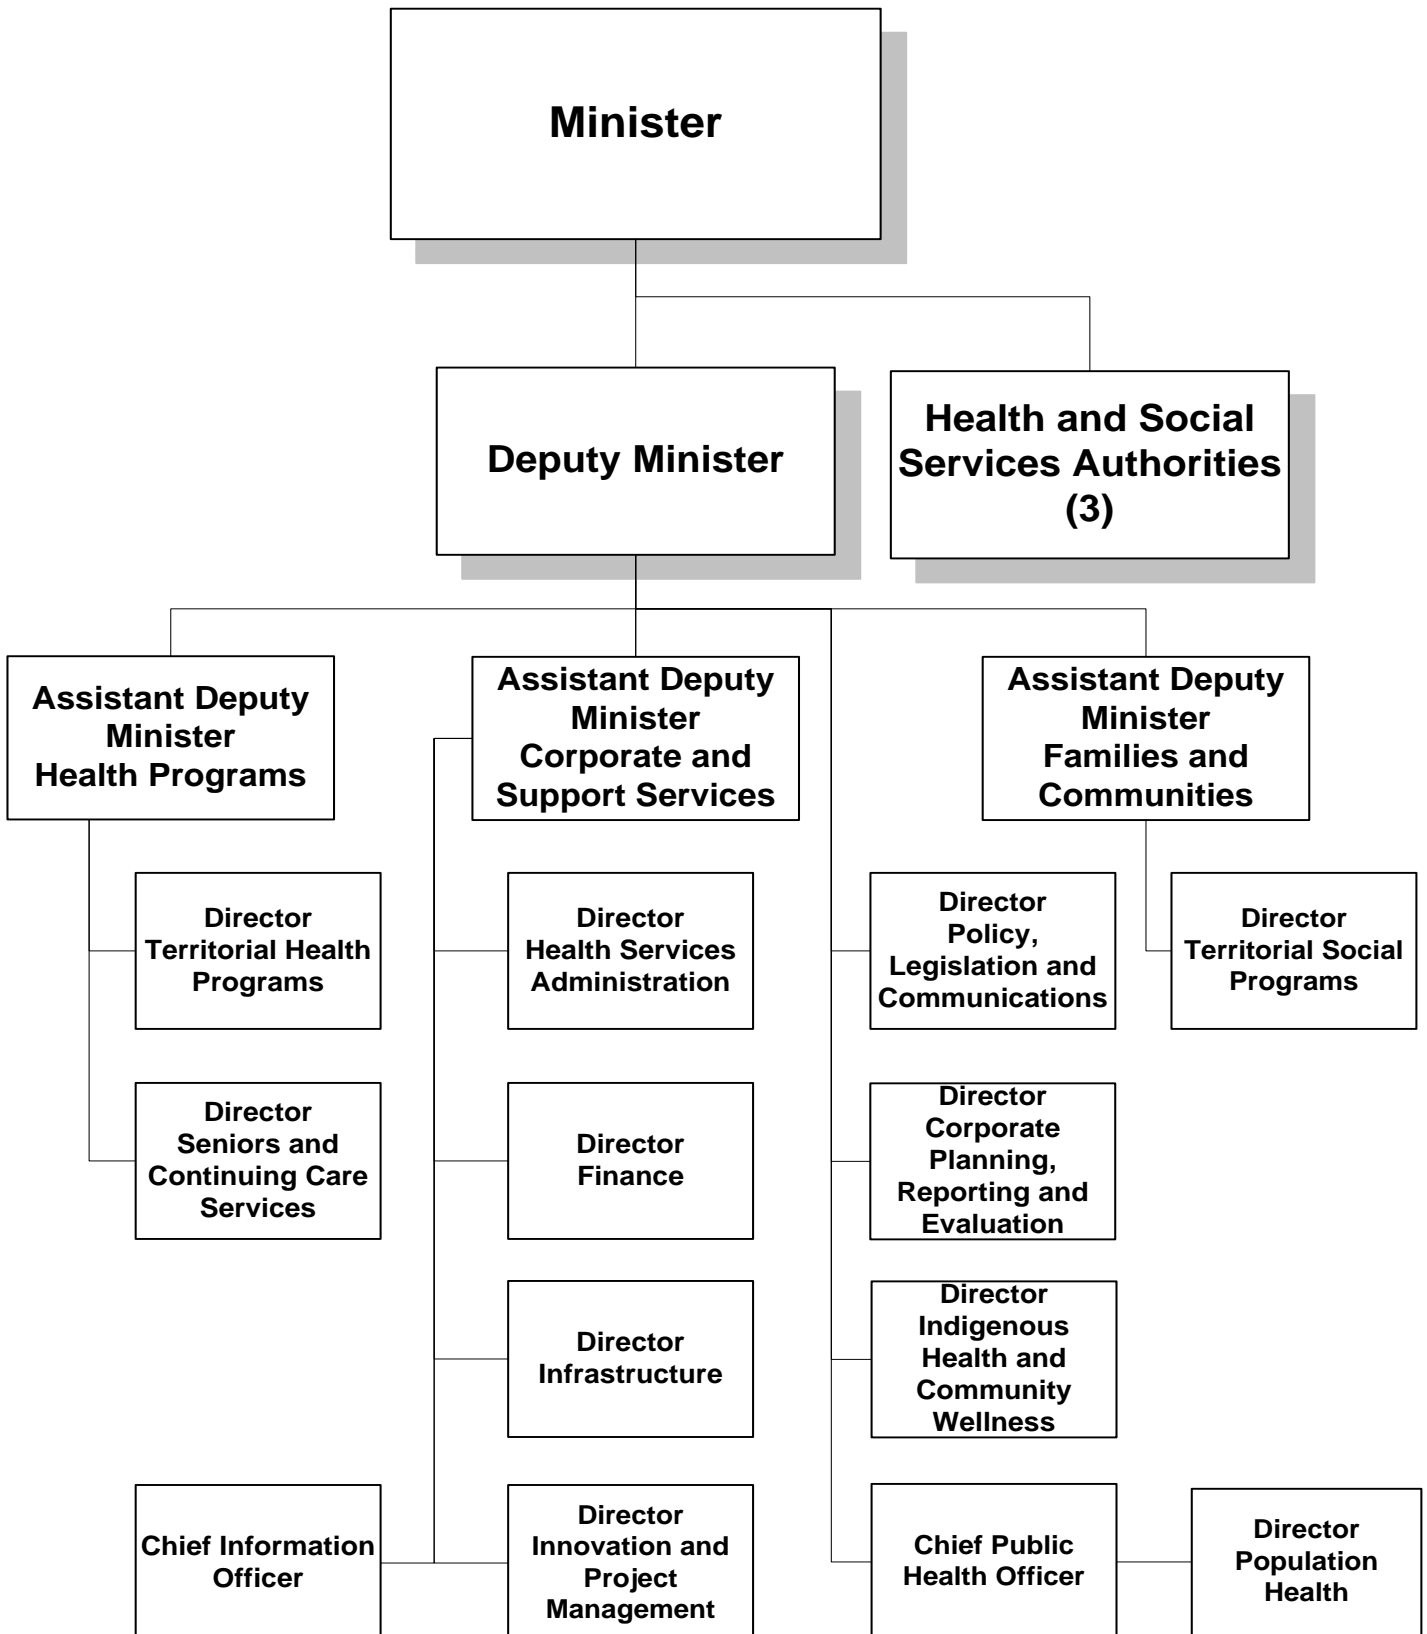 Minister
Deputy Minister
Health and Social
Services Authorities
(3)
Assistant Deputy
Minister
Health Programs
Assistant Deputy
Minister
Corporate and
Support Services
Assistant Deputy
Minister
Families and
Communities
Director
Territorial Health
Programs
Director
Health Services
Administration
Director
Policy,
Legislation and
Communications
Director
Territorial Social
Programs
Director
Seniors and
Continuing Care
Services
Director
Finance
Director
Corporate
Planning,
Reporting and
Evaluation
Director
Infrastructure
Director
Indigenous
Health and
Community
Wellness
Chief Information
Officer
Director
Innovation and
Project
Management
Chief Public
Health Officer
Director
Population
Health